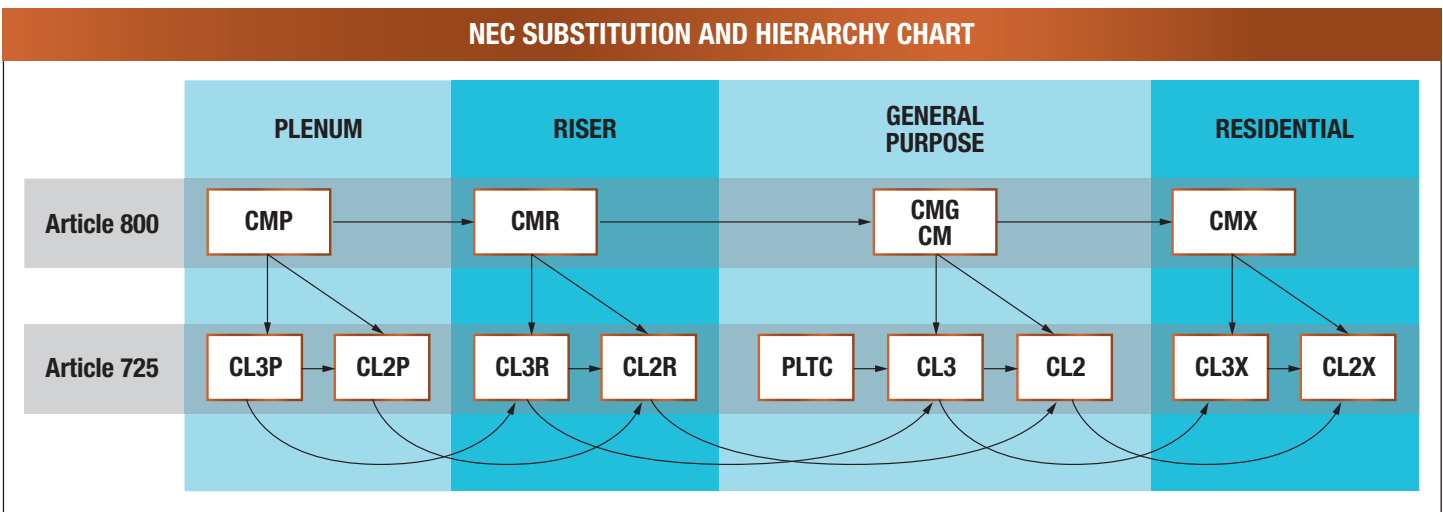 NEC SUBSTITUTION AND HIERARCHY CHART
PLENUM
RISER
GENERAL
PURPOSE
RESIDENTIAL
Article 800
CMP
CMR
CMG
CM
CMX
Article 725
CL3P
CL2P
CL3R
CL2R
PLTC
CL3
CL2
CL3X
CL2X